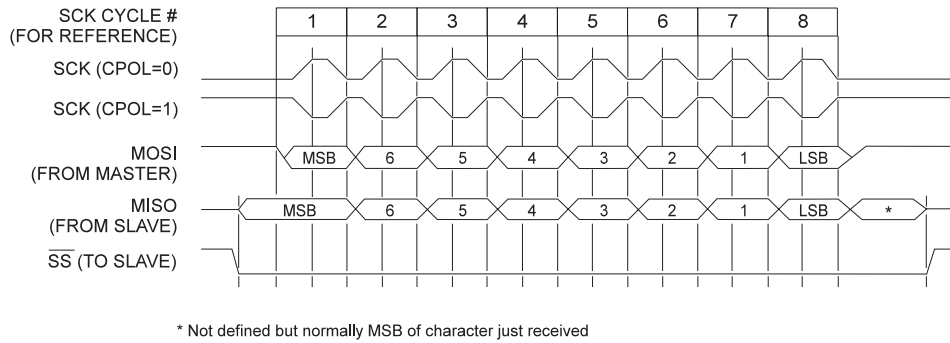 SCK CYCLE # 1 2 3 4 5 6 7 8
(FOR REFERENCE)
SCK (CPOL=0)
SCK (CPOL=1)
MOSI MSB 6 5 4 3 2 1 LSB
(FROM MASTER)
MISO MSB 6 5 4 3 2 1 LSB *
(FROM SLAVE)
SS (TO SLAVE)
* Not defined but normally MSB of character just received